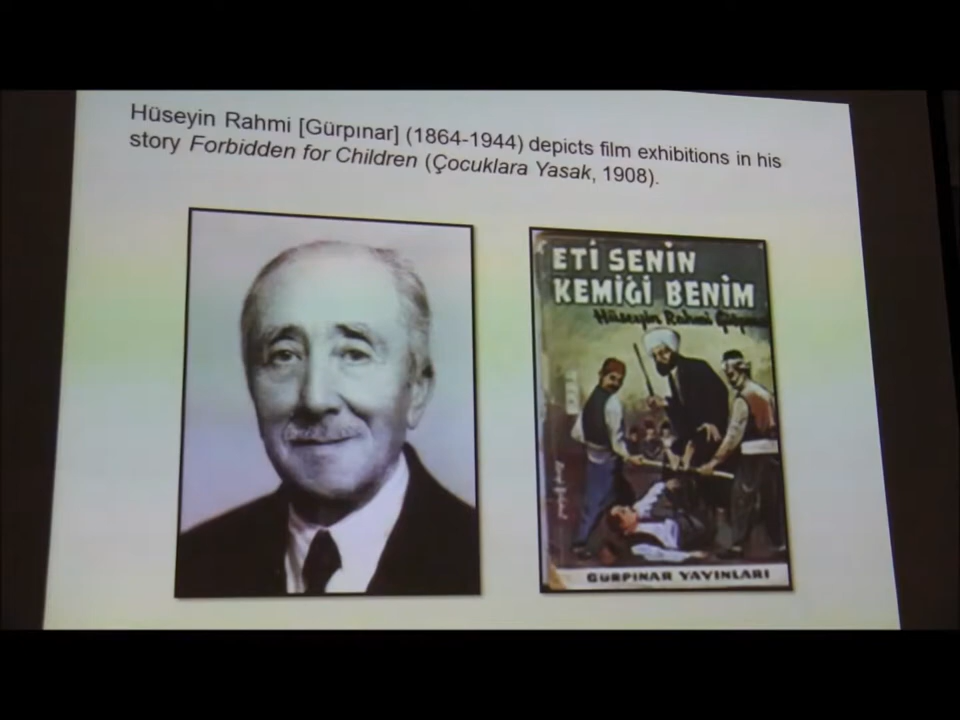 Hüseyin Rahmi [Gürpınar] (1864-1944) depicts film exhibitions in his
story Forbidden for Children (Çocuklara Yasak, 1908).
ETİ SENİN
KEMİĞİ BENİM
Hüseyin Rahmi
GÜRPINAR YAYINLARI